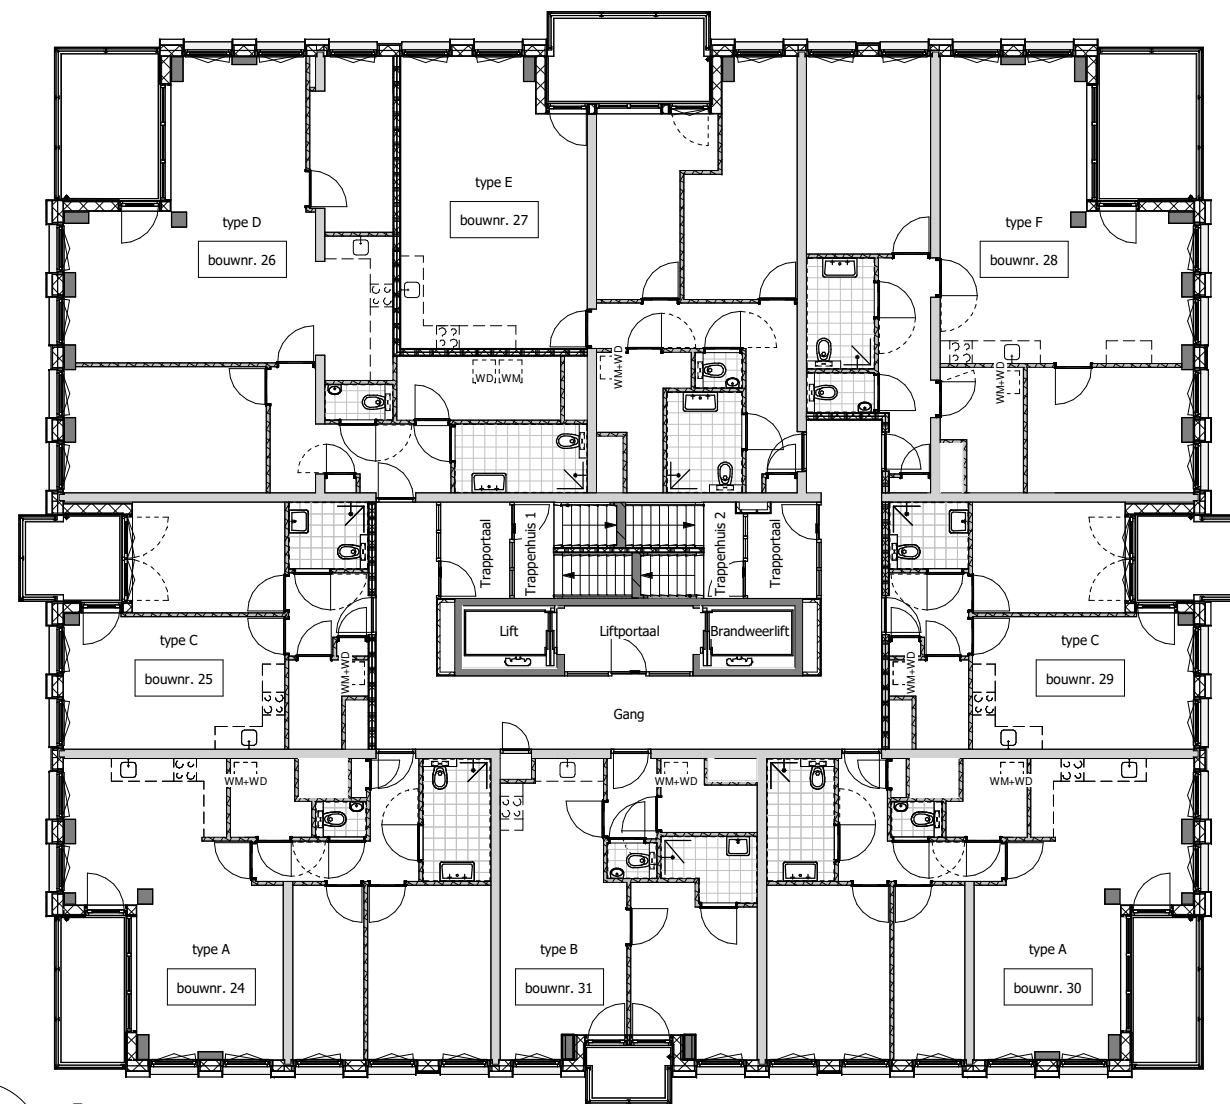 type E
bouwnr. 27
type D
bouwnr. 26
type F
bouwnr. 28
WD
WM
WM+WD
WM+WD
Trapportaal
Trappenhuis 1
Trappenhuis 2
Trapportaal
Lift
Liftportaal
Brandweerlift
type C
bouwnr. 25
WM+WD
WM+WD
type C
bouwnr. 29
Gang
WM+WD
WM+WD
WM+WD
type A
bouwnr. 24
type B
bouwnr. 31
type A
bouwnr. 30